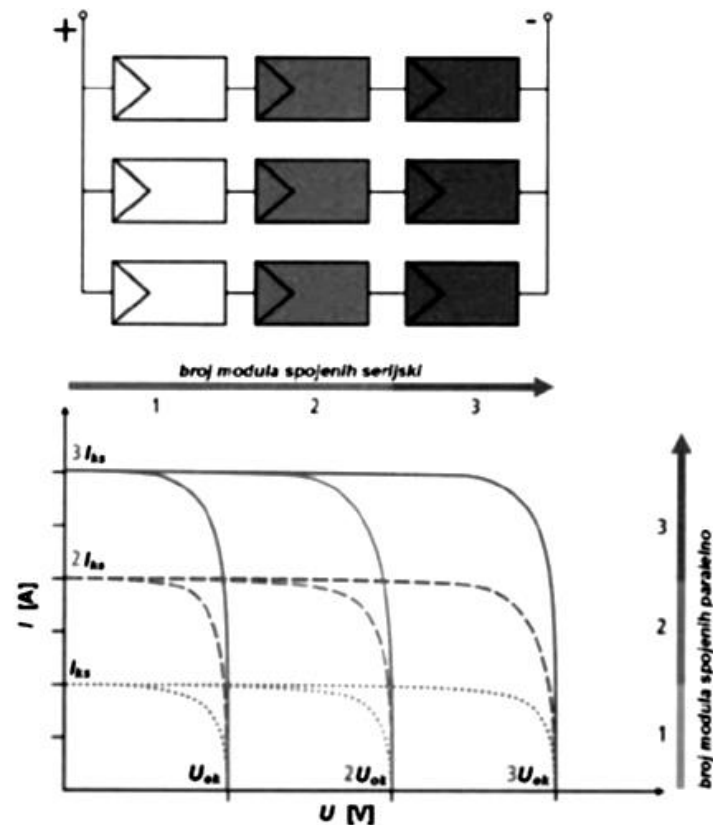 + -
broj modula spojenih serijski
1 2 3
3 Iks
2 Iks
Iks
I [A]
Uok 2Uok 3Uok
U [V]
3
2
1
broj modula spojenih paralelno